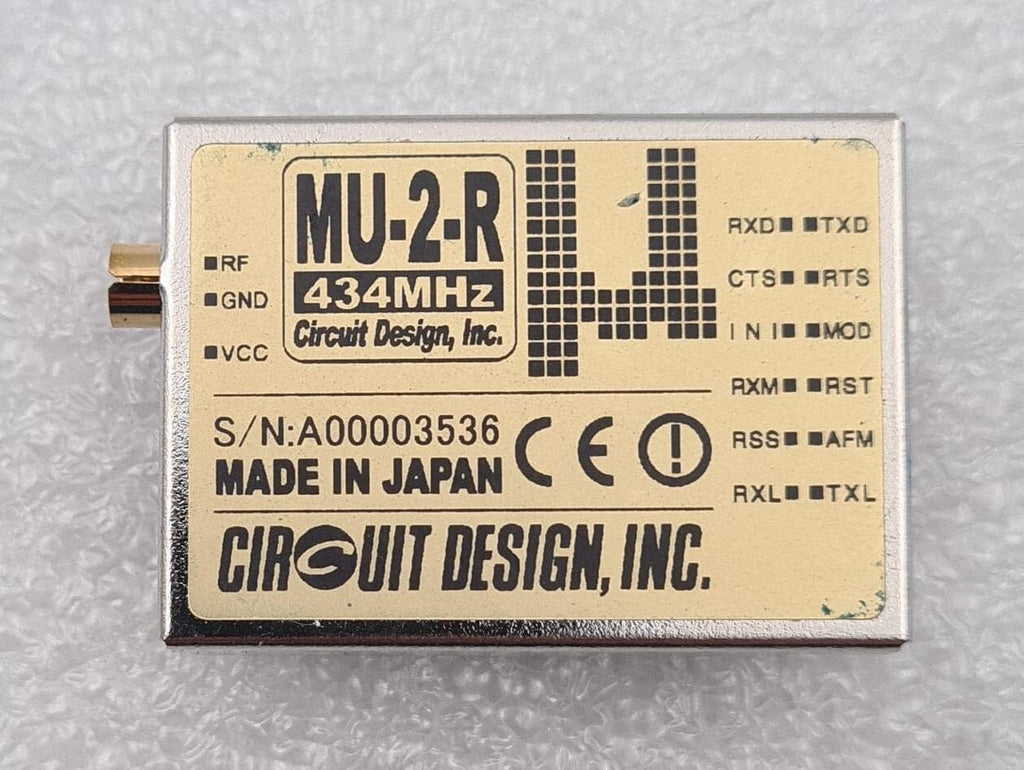 MU-2-R
434MHz
Circuit Design, Inc.
µ
RF
GND
VCC
RXD TXD
CTS RTS
INI MOD
RXM RST
RSS AFM
RXL TXL
S/N:A00003536
MADE IN JAPAN
CE
CIRCUIT DESIGN, INC.